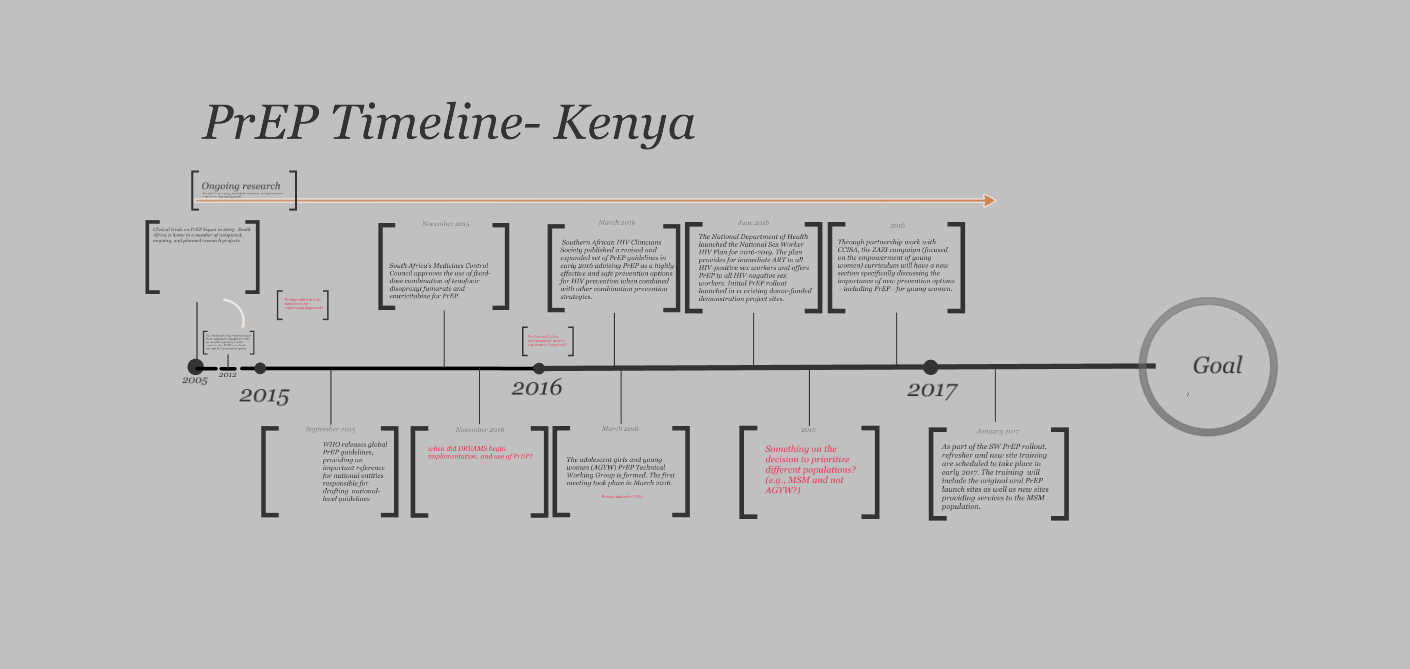 PrEP Timeline- Kenya
Ongoing research
Clinical trials on PrEP began in 2005. South
Africa is home to a number of completed,
ongoing, and planned research projects.
November 2015
South Africa's Medicines Control
Council approves the use of fixed-
dose combination of tenofovir
disoproxyl fumarate and
emtricitabine for PrEP.
March 2016
Southern African HIV Clinicians
Society published a revised and
expanded set of PrEP guidelines in
early 2016 advising PrEP as a highly
effective and safe prevention options
for HIV prevention when combined
with other combination prevention
strategies.
June 2016
The National Department of Health
launched the National Sex Worker
HIV Plan for 2016-2019. The plan
provides for immediate ART to all
HIV-positive sex workers and offers
PrEP to all HIV-negative sex
workers. Initial PrEP rollout
launched in 11 existing donor-funded
demonstration project sites.
2016
Through partnership work with
CCISA, the ZAZI campaign (focused
on the empowerment of young
women) curriculum will have a new
section specifically discussing the
importance of new prevention options
- including PrEP - for young women.
2005
2012
2015
2016
2017
Goal
?
September 2015
WHO releases global
PrEP guidelines,
providing an
important reference
for national entities
responsible for
drafting national-
level guidelines
November 2016
when did DREAMS begin
implementation, and use of PrEP?
March 2016
The adolescent girls and young
women (AGYW) PrEP Technical
Working Group is formed. The first
meeting took place in March 2016.
2016
Something on the
decision to prioritize
different populations?
(e.g., MSM and not
AGYW?)
January 2017
As part of the SW PrEP rollout,
refresher and new site training
are scheduled to take place in
early 2017. The training will
include the original oral PrEP
launch sites as well as new sites
providing services to the MSM
population.